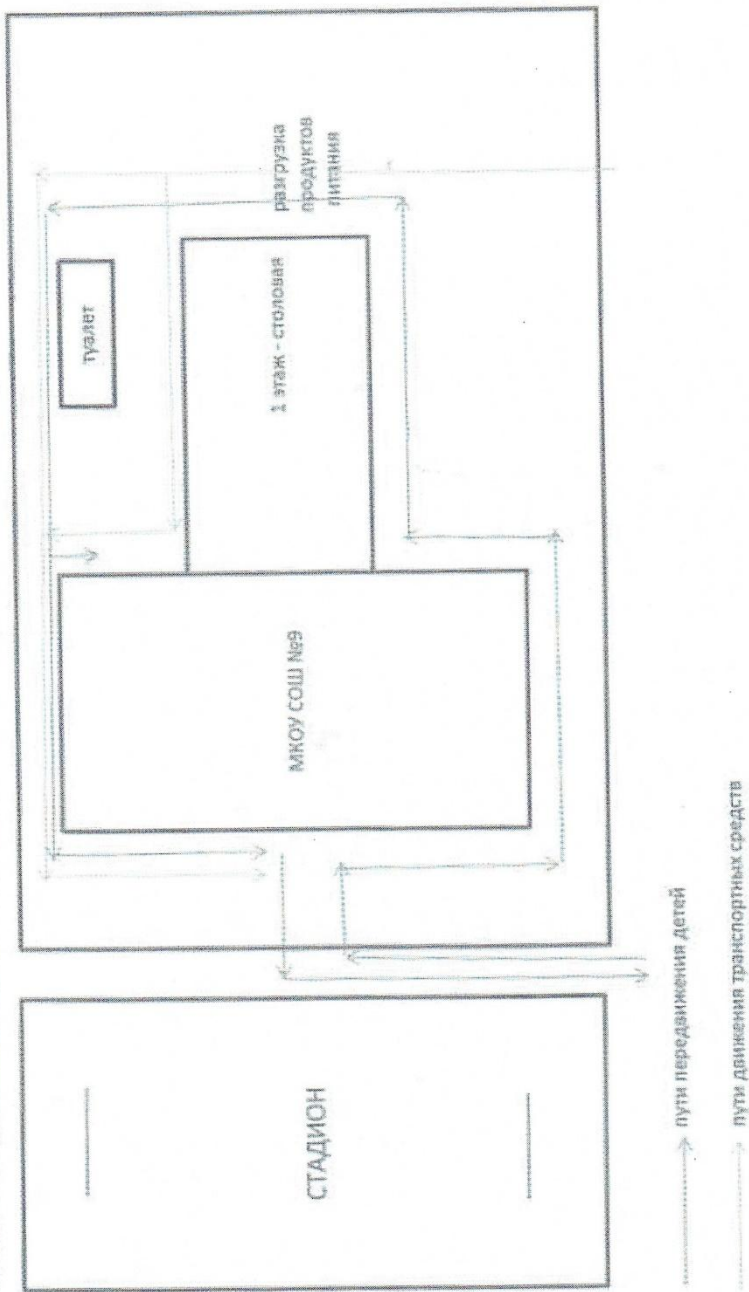 СТАДИОН
МКОУ СОШ №9
1 этаж - столовая
туалет
разгрузка
продуктов
питания
пути передвижения детей
пути движения транспортных средств